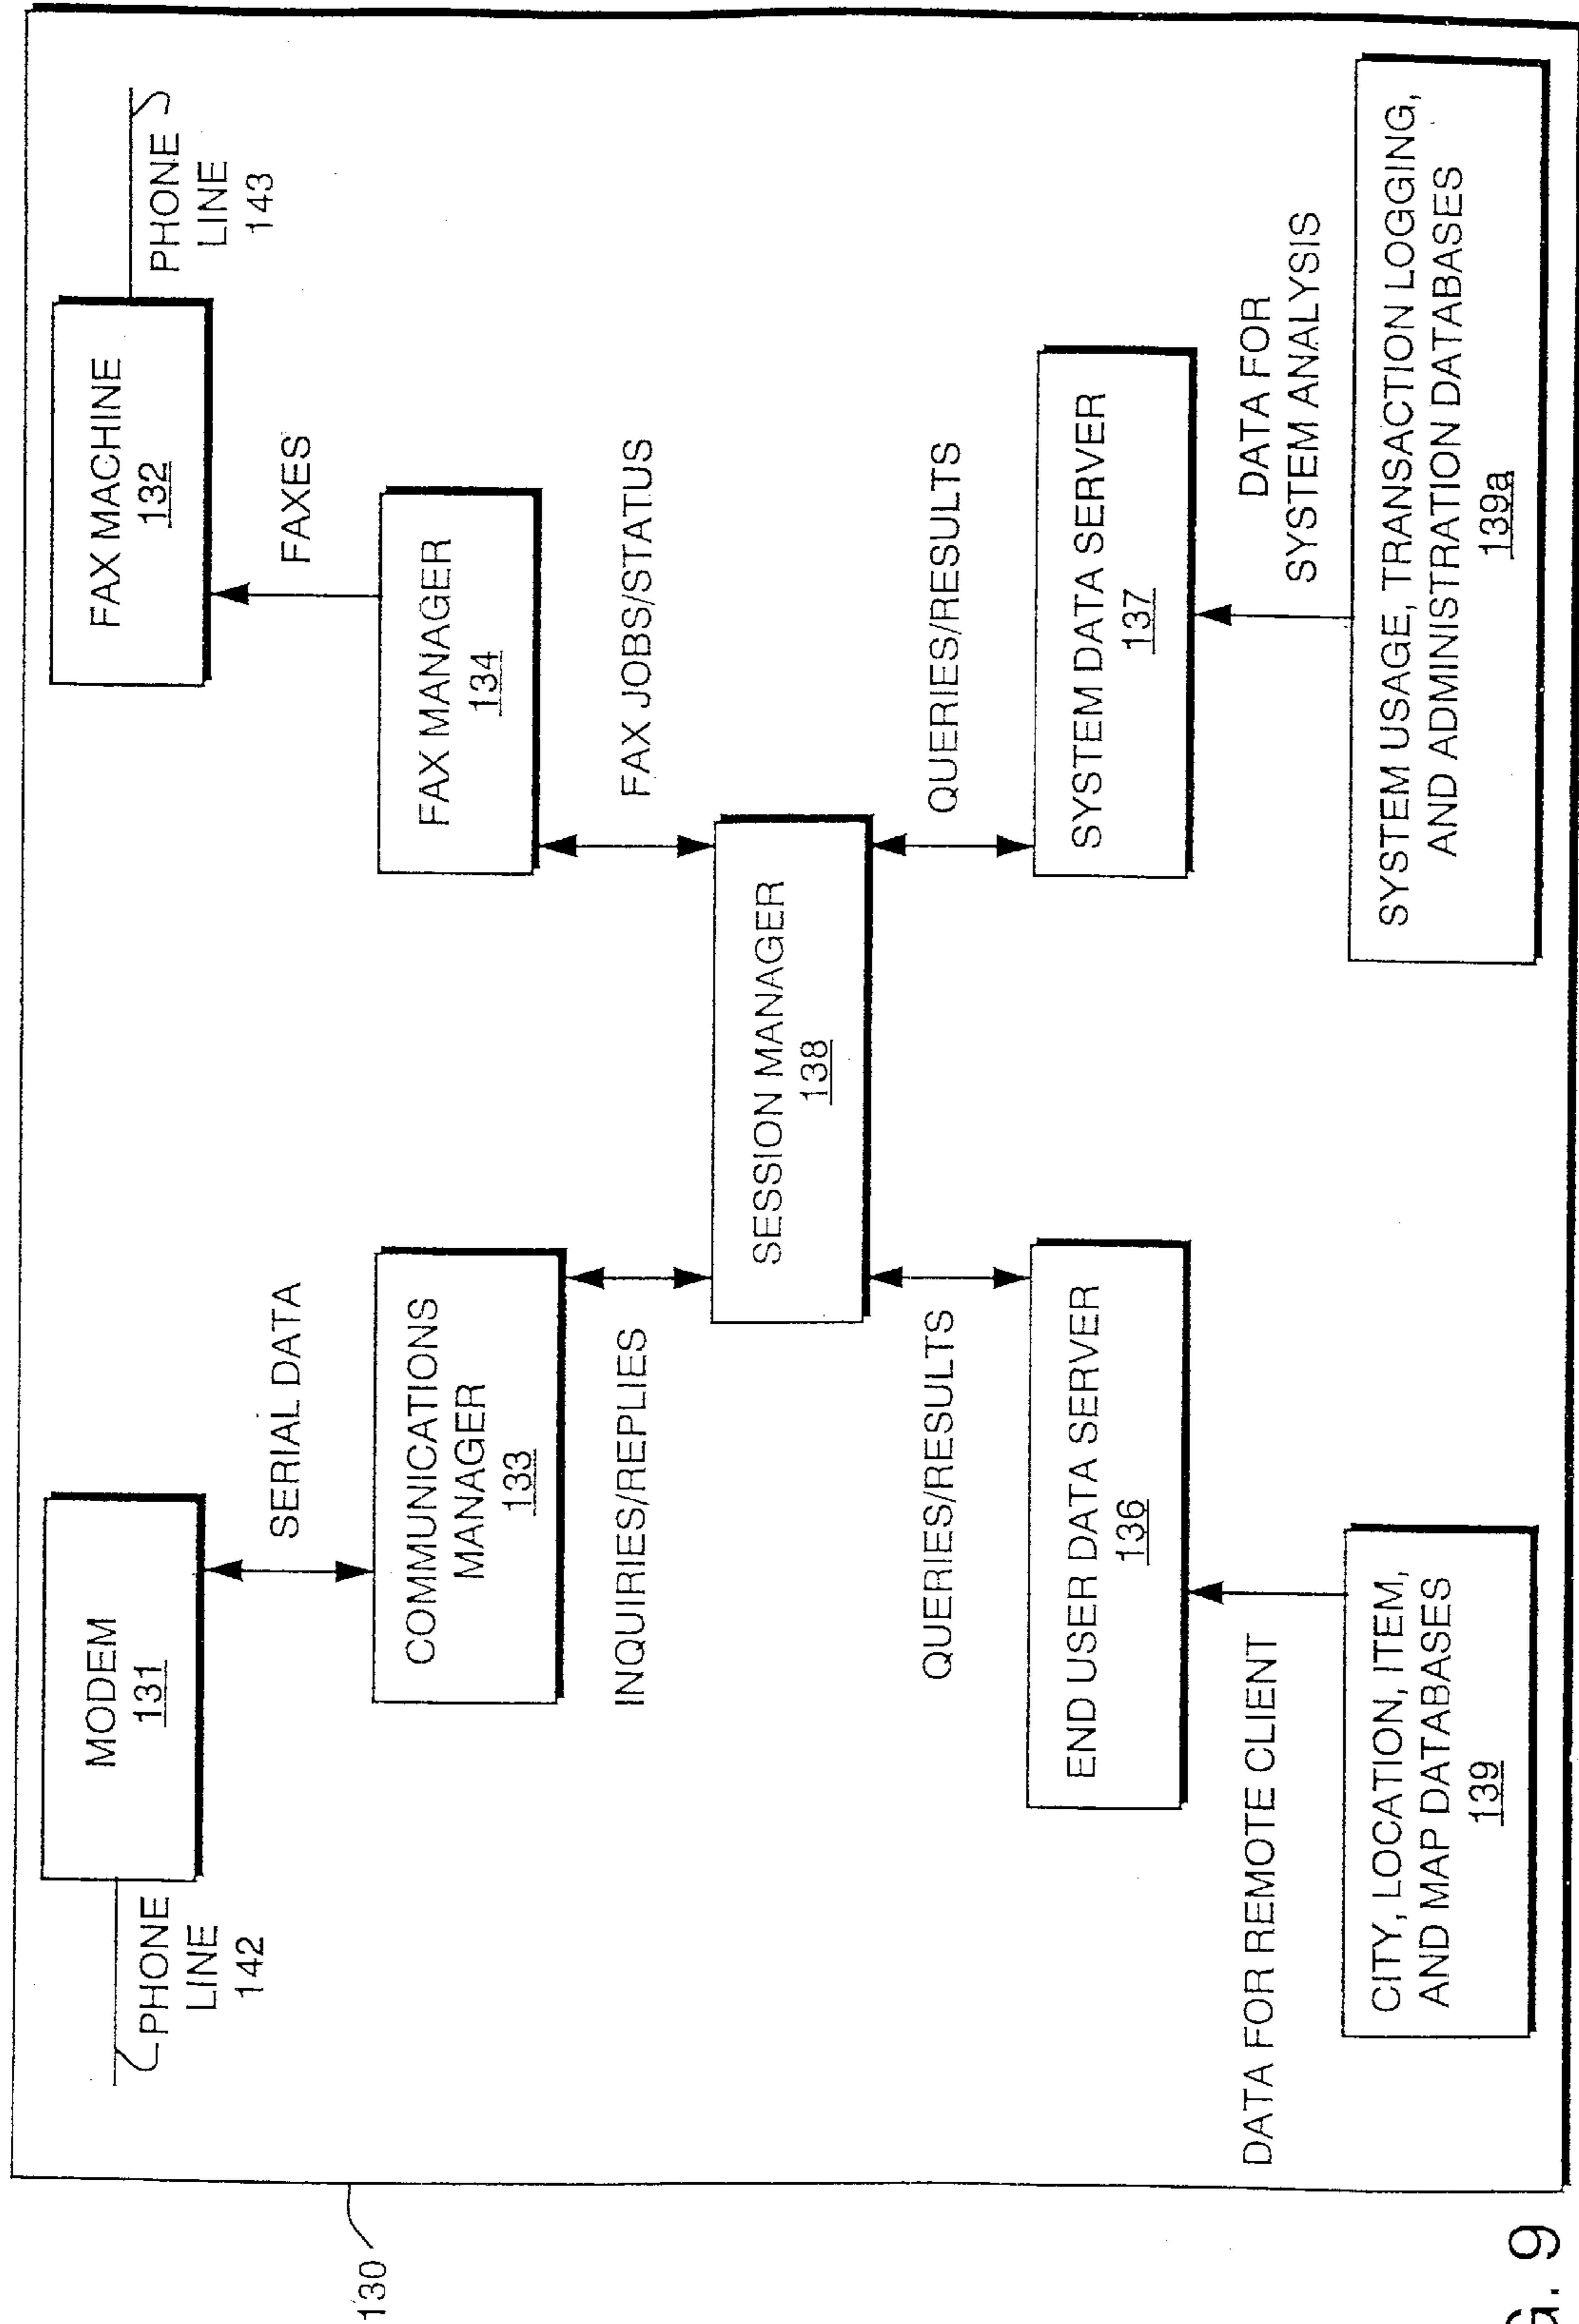 130
PHONE
LINE
142
MODEM
131
SERIAL DATA
COMMUNICATIONS
MANAGER
133
INQUIRIES/REPLIES
FAX MACHINE
132
PHONE
LINE
143
FAXES
FAX MANAGER
134
FAX JOBS/STATUS
SESSION MANAGER
138
QUERIES/RESULTS
QUERIES/RESULTS
END USER DATA SERVER
136
SYSTEM DATA SERVER
137
DATA FOR REMOTE CLIENT
DATA FOR
SYSTEM ANALYSIS
CITY, LOCATION, ITEM,
AND MAP DATABASES
139
SYSTEM USAGE, TRANSACTION LOGGING,
AND ADMINISTRATION DATABASES
139a
G. 9